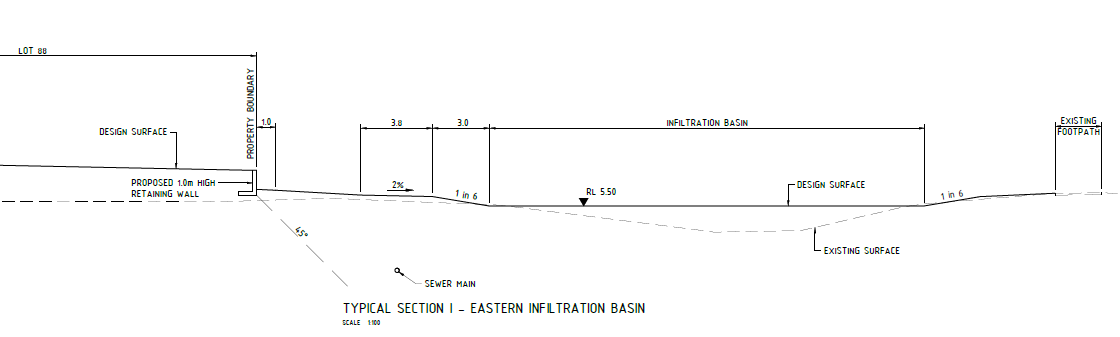 LOT 88
PROPERTY BOUNDARY
1.0
3.8
3.0
INFILTRATION BASIN
EXISTING
FOOTPATH
DESIGN SURFACE
PROPOSED 1.0m HIGH
RETAINING WALL
2%
1 in 6
RL 5.50
DESIGN SURFACE
1 in 6
45°
EXISTING SURFACE
SEWER MAIN
TYPICAL SECTION 1 - EASTERN INFILTRATION BASIN
SCALE 1:100